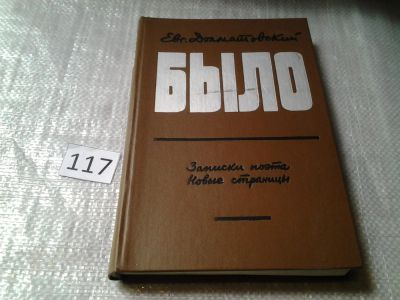 Евг. Долматовский
БЫЛО
117
Записки поэта
Новые страницы